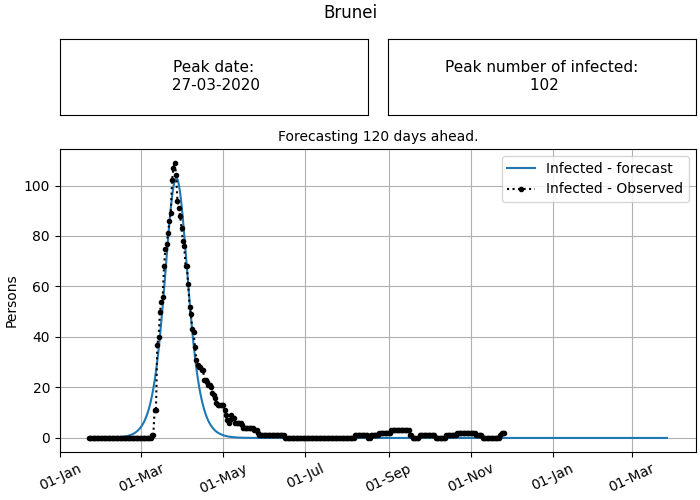 Brunei
Peak date:
27-03-2020
Peak number of infected:
102
Forecasting 120 days ahead.
Infected - forecast
Infected - Observed
Persons
100
80
60
40
20
0
01-Jan
01-Mar
01-May
01-Jul
01-Sep
01-Nov
01-Jan
01-Mar